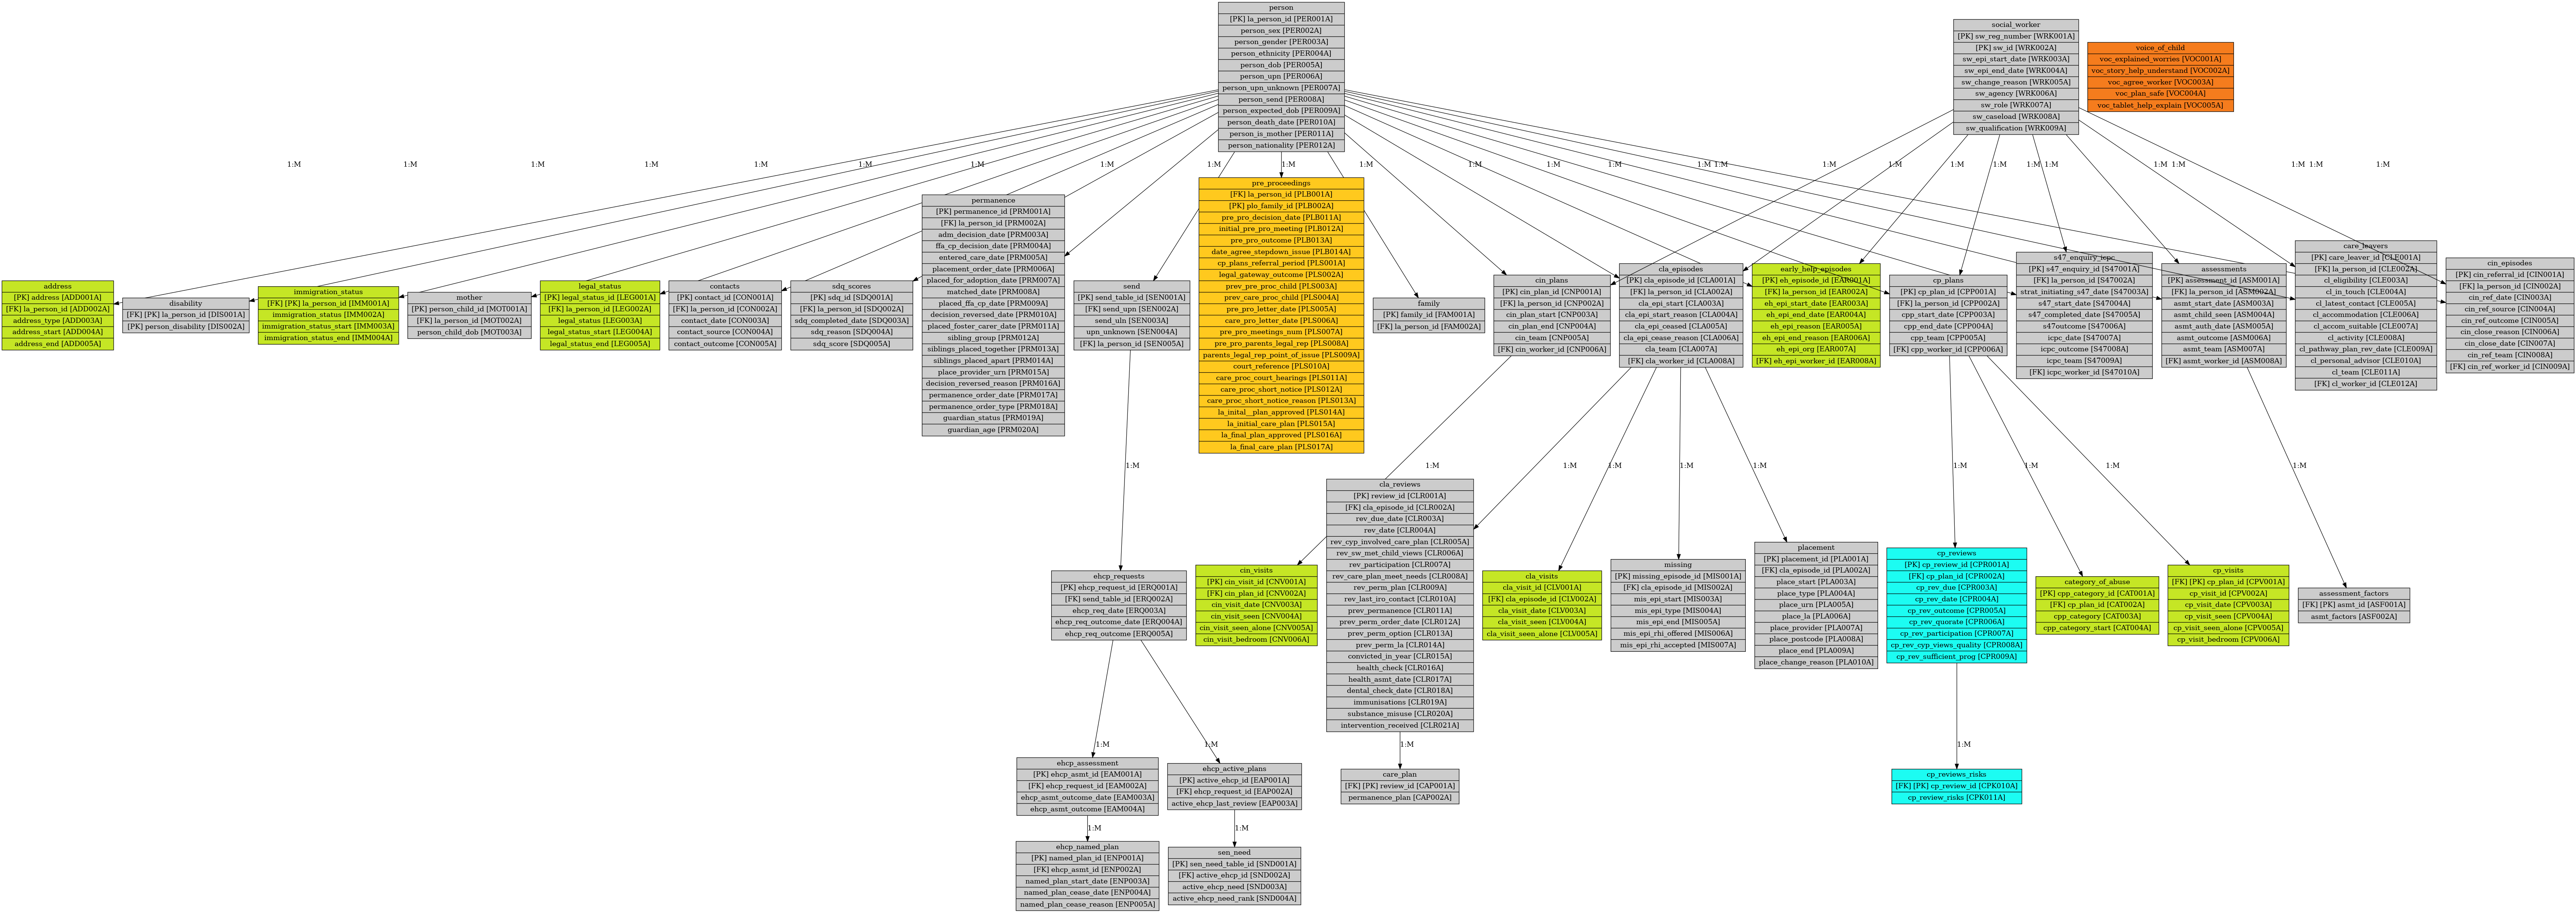 person
[PK] la_person_id [PER001A]
person_sex [PER002A]
person_gender [PER003A]
person_ethnicity [PER004A]
person_dob [PER005A]
person_upn [PER006A]
person_upn_unknown [PER007A]
person_send [PER008A]
person_expected_dob [PER009A]
person_death_date [PER010A]
person_is_mother [PER011A]
person_nationality [PER012A]
social_worker
[PK] sw_reg_number [WRK001A]
[PK] sw_id [WRK002A]
sw_epi_start_date [WRK003A]
sw_epi_end_date [WRK004A]
sw_change_reason [WRK005A]
sw_agency [WRK006A]
sw_role [WRK007A]
sw_caseload [WRK008A]
sw_qualification [WRK009A]
voice_of_child
voc_explained_worries [VOC001A]
voc_story_help_understand [VOC002A]
voc_agree_worker [VOC003A]
voc_plan_safe [VOC004A]
voc_tablet_help_explain [VOC005A]
1:M 1:M 1:M 1:M 1:M 1:M 1:M 1:M 1:M 1:M 1:M 1:M 1:M 1:M 1:M 1:M 1:M 1:M 1:M 1:M 1:M 1:M 1:M 1:M 1:M 1:M 1:M
address
[PK] address [ADD001A]
[FK] la_person_id [ADD002A]
address_type [ADD003A]
address_start [ADD004A]
address_end [ADD005A]
disability
[FK] [PK] la_person_id [DIS001A]
[PK] person_disability [DIS002A]
immigration_status
[FK] [PK] la_person_id [IMM001A]
immigration_status [IMM002A]
immigration_status_start [IMM003A]
immigration_status_end [IMM004A]
mother
[PK] person_child_id [MOT001A]
[FK] la_person_id [MOT002A]
person_child_dob [MOT003A]
legal_status
[PK] legal_status_id [LEG001A]
[FK] la_person_id [LEG002A]
legal_status [LEG003A]
legal_status_start [LEG004A]
legal_status_end [LEG005A]
contacts
[PK] contact_id [CON001A]
[FK] la_person_id [CON002A]
contact_date [CON003A]
contact_source [CON004A]
contact_outcome [CON005A]
sdq_scores
[PK] sdq_id [SDQ001A]
[FK] la_person_id [SDQ002A]
sdq_completed_date [SDQ003A]
sdq_reason [SDQ004A]
sdq_score [SDQ005A]
permanence
[PK] permanence_id [PRM001A]
[FK] la_person_id [PRM002A]
adm_decision_date [PRM003A]
ffa_cp_decision_date [PRM004A]
entered_care_date [PRM005A]
placement_order_date [PRM006A]
placed_for_adoption_date [PRM007A]
matched_date [PRM008A]
placed_ffa_cp_date [PRM009A]
decision_reversed_date [PRM010A]
placed_foster_carer_date [PRM011A]
sibling_group [PRM012A]
siblings_placed_together [PRM013A]
siblings_placed_apart [PRM014A]
place_provider_urn [PRM015A]
decision_reversed_reason [PRM016A]
permanence_order_date [PRM017A]
permanence_order_type [PRM018A]
guardian_status [PRM019A]
guardian_age [PRM020A]
send
[PK] send_table_id [SEN001A]
[FK] send_upn [SEN002A]
send_uln [SEN003A]
upn_unknown [SEN004A]
[FK] la_person_id [SEN005A]
pre_proceedings
[FK] la_person_id [PLB001A]
[PK] plo_family_id [PLB002A]
pre_pro_decision_date [PLB011A]
initial_pre_pro_meeting [PLB012A]
pre_pro_outcome [PLB013A]
date_agree_stepdown_issue [PLB014A]
cp_plans_referral_period [PLS001A]
legal_gateway_outcome [PLS002A]
prev_pre_proc_child [PLS003A]
prev_care_proc_child [PLS004A]
pre_pro_letter_date [PLS005A]
care_pro_letter_date [PLS006A]
pre_pro_meetings_num [PLS007A]
pre_pro_parents_legal_rep [PLS008A]
parents_legal_rep_point_of_issue [PLS009A]
court_reference [PLS010A]
care_proc_court_hearings [PLS011A]
care_proc_short_notice [PLS012A]
care_proc_short_notice_reason [PLS013A]
la_inital__plan_approved [PLS014A]
la_initial_care_plan [PLS015A]
la_final_plan_approved [PLS016A]
la_final_care_plan [PLS017A]
family
[PK] family_id [FAM001A]
[FK] la_person_id [FAM002A]
cin_plans
[PK] cin_plan_id [CNP001A]
[FK] la_person_id [CNP002A]
cin_plan_start [CNP003A]
cin_plan_end [CNP004A]
cin_team [CNP005A]
[FK] cin_worker_id [CNP006A]
cla_episodes
[PK] cla_episode_id [CLA001A]
[FK] la_person_id [CLA002A]
cla_epi_start [CLA003A]
cla_epi_start_reason [CLA004A]
cla_epi_ceased [CLA005A]
cla_epi_cease_reason [CLA006A]
cla_team [CLA007A]
[FK] cla_worker_id [CLA008A]
early_help_episodes
[PK] eh_episode_id [EAR001A]
[FK] la_person_id [EAR002A]
eh_epi_start_date [EAR003A]
eh_epi_end_date [EAR004A]
eh_epi_reason [EAR005A]
eh_epi_end_reason [EAR006A]
eh_epi_org [EAR007A]
[FK] eh_epi_worker_id [EAR008A]
cp_plans
[PK] cp_plan_id [CPP001A]
[FK] la_person_id [CPP002A]
cpp_start_date [CPP003A]
cpp_end_date [CPP004A]
cpp_team [CPP005A]
[FK] cpp_worker_id [CPP006A]
s47_enquiry_icpc
[PK] s47_enquiry_id [S47001A]
[FK] la_person_id [S47002A]
strat_initiating_s47_date [S47003A]
s47_start_date [S47004A]
s47_completed_date [S47005A]
s47outcome [S47006A]
icpc_date [S47007A]
icpc_outcome [S47008A]
icpc_team [S47009A]
[FK] icpc_worker_id [S47010A]
assessments
[PK] assessment_id [ASM001A]
[FK] la_person_id [ASM002A]
asmt_start_date [ASM003A]
asmt_child_seen [ASM004A]
asmt_auth_date [ASM005A]
asmt_outcome [ASM006A]
asmt_team [ASM007A]
[FK] asmt_worker_id [ASM008A]
care_leavers
[PK] care_leaver_id [CLE001A]
[FK] la_person_id [CLE002A]
cl_eligibility [CLE003A]
cl_in_touch [CLE004A]
cl_latest_contact [CLE005A]
cl_accommodation [CLE006A]
cl_accom_suitable [CLE007A]
cl_activity [CLE008A]
cl_pathway_plan_rev_date [CLE009A]
cl_personal_advisor [CLE010A]
cl_team [CLE011A]
[FK] cl_worker_id [CLE012A]
cin_episodes
[PK] cin_referral_id [CIN001A]
[FK] la_person_id [CIN002A]
cin_ref_date [CIN003A]
cin_ref_source [CIN004A]
cin_ref_outcome [CIN005A]
cin_close_reason [CIN006A]
cin_close_date [CIN007A]
cin_ref_team [CIN008A]
[FK] cin_ref_worker_id [CIN009A]
1:M 1:M 1:M 1:M 1:M 1:M 1:M 1:M 1:M 1:M
ehcp_requests
[PK] ehcp_request_id [ERQ001A]
[FK] send_table_id [ERQ002A]
ehcp_req_date [ERQ003A]
ehcp_req_outcome_date [ERQ004A]
ehcp_req_outcome [ERQ005A]
cin_visits
[PK] cin_visit_id [CNV001A]
[FK] cin_plan_id [CNV002A]
cin_visit_date [CNV003A]
cin_visit_seen [CNV004A]
cin_visit_seen_alone [CNV005A]
cin_visit_bedroom [CNV006A]
cla_reviews
[PK] review_id [CLR001A]
[FK] cla_episode_id [CLR002A]
rev_due_date [CLR003A]
rev_date [CLR004A]
rev_cyp_involved_care_plan [CLR005A]
rev_sw_met_child_views [CLR006A]
rev_participation [CLR007A]
rev_care_plan_meet_needs [CLR008A]
rev_perm_plan [CLR009A]
rev_last_iro_contact [CLR010A]
prev_permanence [CLR011A]
prev_perm_order_date [CLR012A]
prev_perm_option [CLR013A]
prev_perm_la [CLR014A]
convicted_in_year [CLR015A]
health_check [CLR016A]
health_asmt_date [CLR017A]
dental_check_date [CLR018A]
immunisations [CLR019A]
substance_misuse [CLR020A]
intervention_received [CLR021A]
cla_visits
cla_visit_id [CLV001A]
[FK] cla_episode_id [CLV002A]
cla_visit_date [CLV003A]
cla_visit_seen [CLV004A]
cla_visit_seen_alone [CLV005A]
missing
[PK] missing_episode_id [MIS001A]
[FK] cla_episode_id [MIS002A]
mis_epi_start [MIS003A]
mis_epi_type [MIS004A]
mis_epi_end [MIS005A]
mis_epi_rhi_offered [MIS006A]
mis_epi_rhi_accepted [MIS007A]
placement
[PK] placement_id [PLA001A]
[FK] cla_episode_id [PLA002A]
place_start [PLA003A]
place_type [PLA004A]
place_urn [PLA005A]
place_la [PLA006A]
place_provider [PLA007A]
place_postcode [PLA008A]
place_end [PLA009A]
place_change_reason [PLA010A]
cp_reviews
[PK] cp_review_id [CPR001A]
[FK] cp_plan_id [CPR002A]
cp_rev_due [CPR003A]
cp_rev_date [CPR004A]
cp_rev_outcome [CPR005A]
cp_rev_quorate [CPR006A]
cp_rev_participation [CPR007A]
cp_rev_cyp_views_quality [CPR008A]
cp_rev_sufficient_prog [CPR009A]
category_of_abuse
[PK] cpp_category_id [CAT001A]
[FK] cp_plan_id [CAT002A]
cpp_category [CAT003A]
cpp_category_start [CAT004A]
cp_visits
[FK] [PK] cp_plan_id [CPV001A]
cp_visit_id [CPV002A]
cp_visit_date [CPV003A]
cp_visit_seen [CPV004A]
cp_visit_seen_alone [CPV005A]
cp_visit_bedroom [CPV006A]
assessment_factors
[FK] [PK] asmt_id [ASF001A]
asmt_factors [ASF002A]
1:M 1:M 1:M 1:M
ehcp_assessment
[PK] ehcp_asmt_id [EAM001A]
[FK] ehcp_request_id [EAM002A]
ehcp_asmt_outcome_date [EAM003A]
ehcp_asmt_outcome [EAM004A]
ehcp_active_plans
[PK] active_ehcp_id [EAP001A]
[FK] ehcp_request_id [EAP002A]
active_ehcp_last_review [EAP003A]
care_plan
[FK] [PK] review_id [CAP001A]
permanence_plan [CAP002A]
cp_reviews_risks
[FK] [PK] cp_review_id [CPK010A]
cp_review_risks [CPK011A]
1:M 1:M
ehcp_named_plan
[PK] named_plan_id [ENP001A]
[FK] ehcp_asmt_id [ENP002A]
named_plan_start_date [ENP003A]
named_plan_cease_date [ENP004A]
named_plan_cease_reason [ENP005A]
sen_need
[PK] sen_need_table_id [SND001A]
[FK] active_ehcp_id [SND002A]
active_ehcp_need [SND003A]
active_ehcp_need_rank [SND004A]